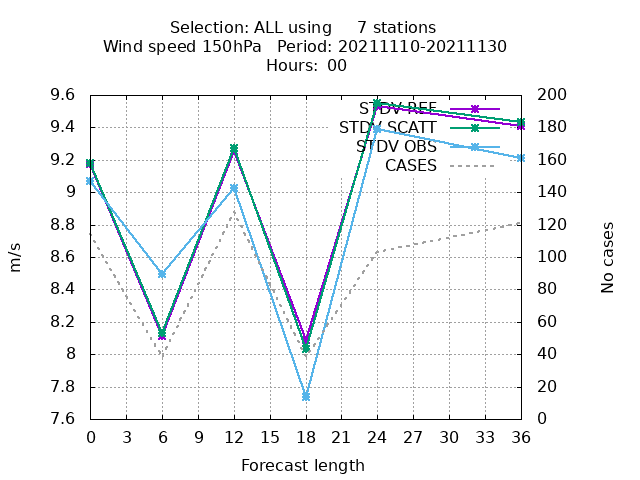 Selection: ALL using 7 stations
Wind speed 150hPa Period: 20211110-20211130
Hours: 00
9.6 200
STDV REF
9.4 180
STDV SCATT
STDV OBS
9.2 160
CASES
9 140
8.8 120
8.6 100
8.4 80
8.2 60
8 40
7.8 20
7.6 0
m/s
No cases
0 3 6 9 12 15 18 21 24 27 30 33 36
Forecast length